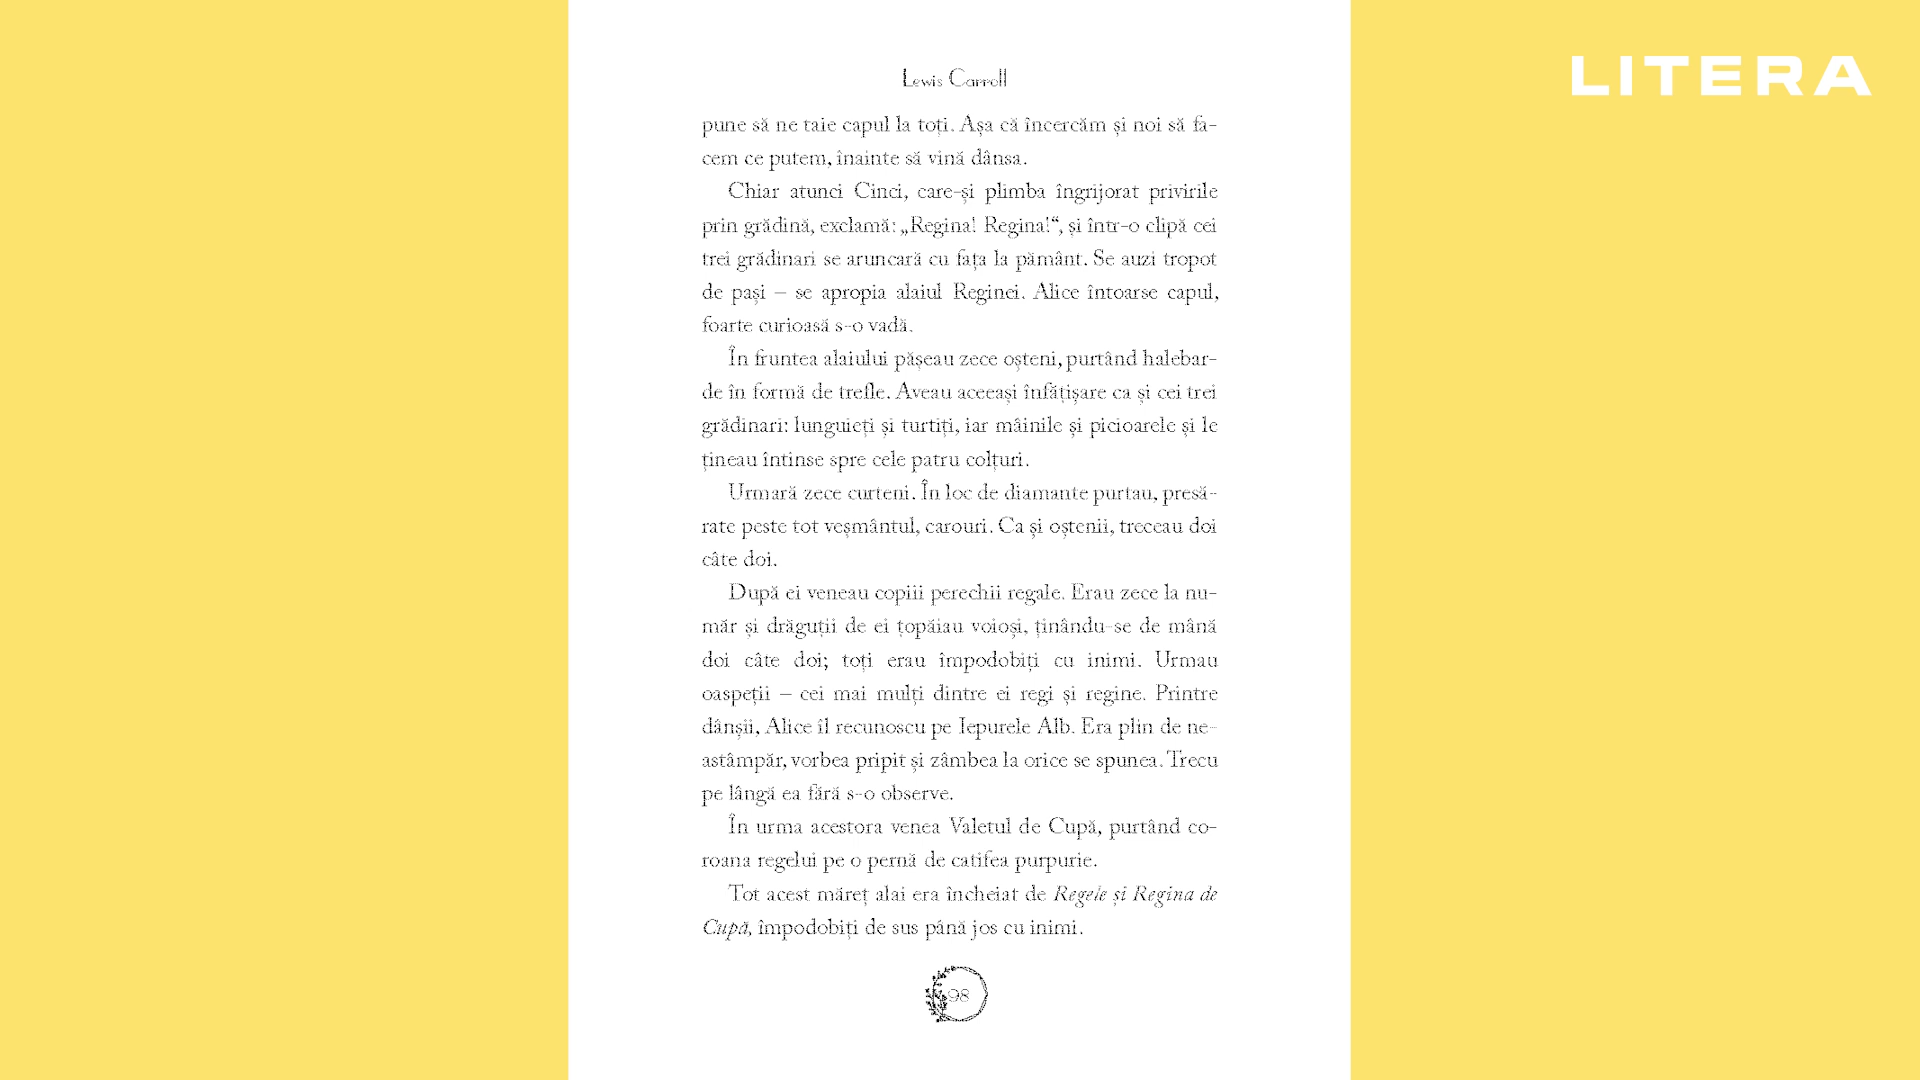 LITERA
Lewis Carroll
pune să ne taie capul la toți. Așa că încercăm și noi să fa-
cem ce putem, înainte să vină dânsa.
Chiar atunci Cinci, care-și plimba îngrijorat privirile
prin grădină, exclamă: „Regina! Regina!“, și într-o clipă cei
trei grădinari se aruncară cu fața la pământ. Se auzi tropot
de pași – se apropia alaiul Reginei. Alice întoarse capul,
foarte curioasă s-o vadă.
În fruntea alaiului pășeau zece oșteni, purtând halebar-
de în formă de trefle. Aveau aceeași înfățișare ca și cei trei
grădinari: lunguieți și turtiți, iar mâinile și picioarele și le
țineau întinse spre cele patru colțuri.
Urmară zece curteni. În loc de diamante purtau, presă-
rate peste tot veșmântul, carouri. Ca și oștenii, treceau doi
câte doi.
După ei veneau copiii perechii regale. Erau zece la nu-
măr și drăguții de ei țopăiau voioși, ținându-se de mână
doi câte doi; toți erau împodobiți cu inimi. Urmau
oaspeții – cei mai mulți dintre ei regi și regine. Printre
dânșii, Alice îl recunoscu pe Iepurele Alb. Era plin de ne-
astâmpăr, vorbea pripit și zâmbea la orice se spunea. Trecu
pe lângă ea fără s-o observe.
În urma acestora venea Valetul de Cupă, purtând co-
roana regelui pe o pernă de catifea purpurie.
Tot acest măreț alai era încheiat de Regele și Regina de
Cupă, împodobiți de sus până jos cu inimi.
98